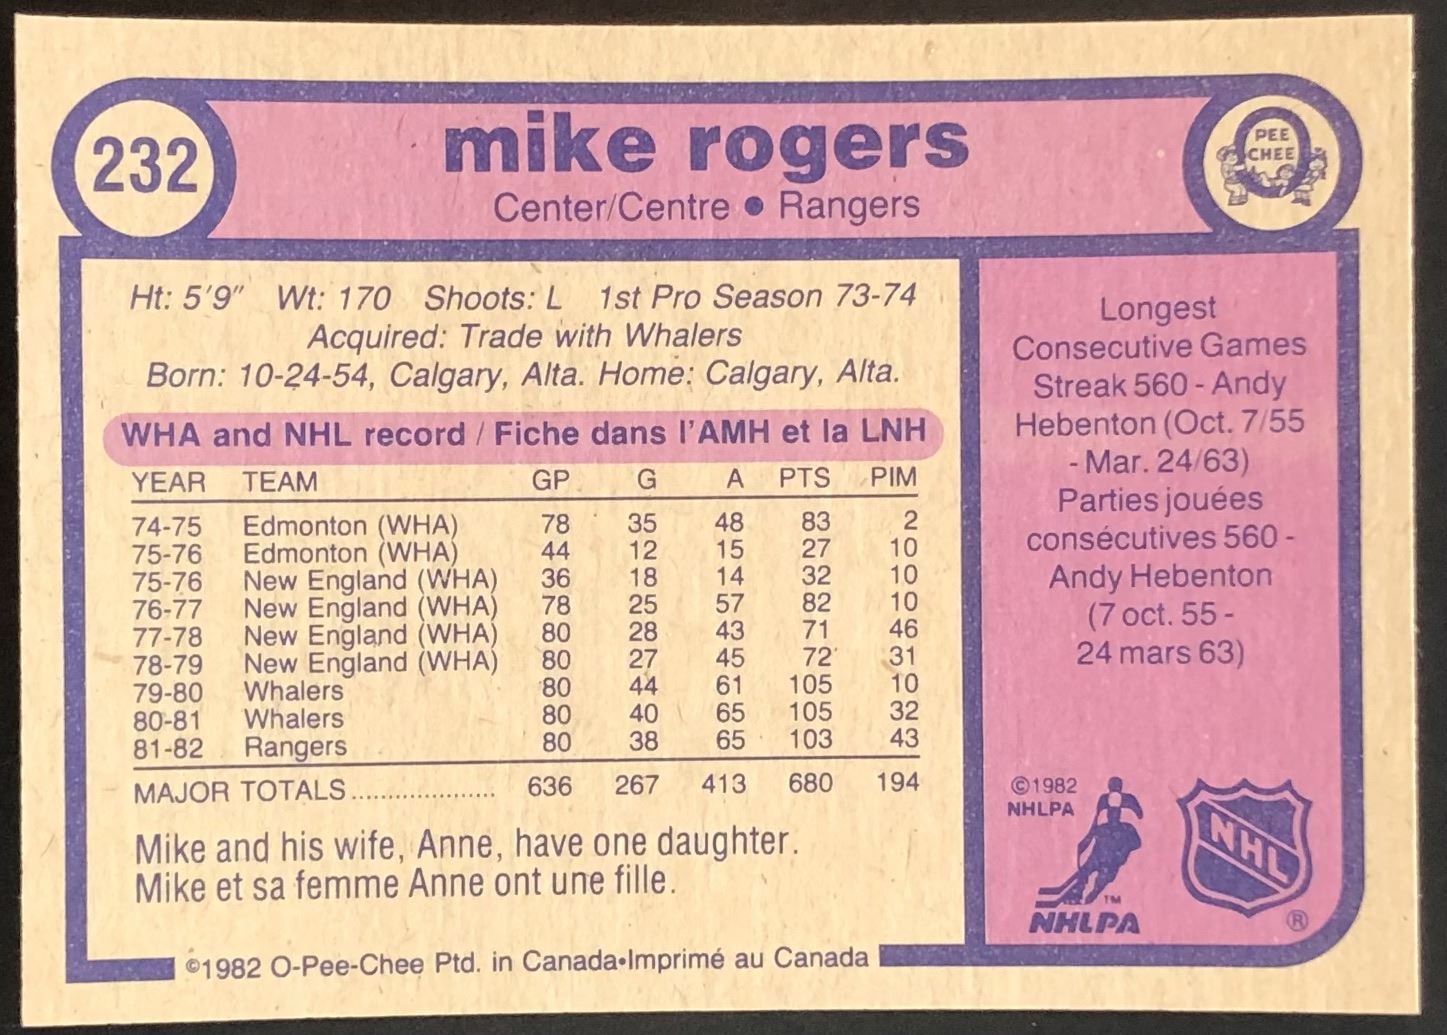 232
mike rogers
Center/Centre • Rangers
PEE
CHEE
Ht: 5'9" Wt: 170 Shoots: L 1st Pro Season 73-74
Acquired: Trade with Whalers
Born: 10-24-54, Calgary, Alta. Home: Calgary, Alta.
WHA and NHL record / Fiche dans l'AMH et la LNH
YEAR TEAM GP G A PTS PIM
74-75 Edmonton (WHA) 78 35 48 83 2
75-76 Edmonton (WHA) 44 12 15 27 10
75-76 New England (WHA) 36 18 14 32 10
76-77 New England (WHA) 78 25 57 82 10
77-78 New England (WHA) 80 28 43 71 46
78-79 New England (WHA) 80 27 45 72 31
79-80 Whalers 80 44 61 105 10
80-81 Whalers 80 40 65 105 32
81-82 Rangers 80 38 65 103 43
MAJOR TOTALS.................... 636 267 413 680 194
Mike and his wife, Anne, have one daughter.
Mike et sa femme Anne ont une fille.
Longest
Consecutive Games
Streak 560 - Andy
Hebenton (Oct. 7/55
- Mar. 24/63)
Parties jouées
consécutives 560 -
Andy Hebenton
(7 oct. 55 -
24 mars 63)
©1982
NHLPA
TM
NHLPA
NHL
®
©1982 O-Pee-Chee Ptd. in Canada•Imprimé au Canada